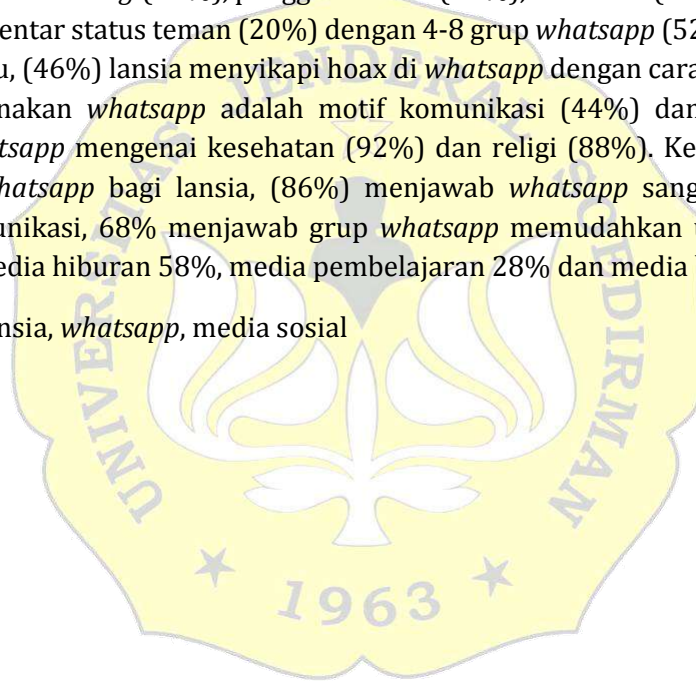 entar status teman (20%) dengan 4-8 grup whatsapp (52
u, (46%) lansia menyikapi hoax di whatsapp dengan cara
nakan whatsapp adalah motif komunikasi (44%) dan
tsapp mengenai kesehatan (92%) dan religi (88%). Ke
hatsapp bagi lansia, (86%) menjawab whatsapp sang
unikasi, 68% menjawab grup whatsapp memudahkan u
edia hiburan 58%, media pembelajaran 28% dan media
nsia, whatsapp, media sosial
UNIVERSITAS JENDERAL SOEDIRMAN
1963